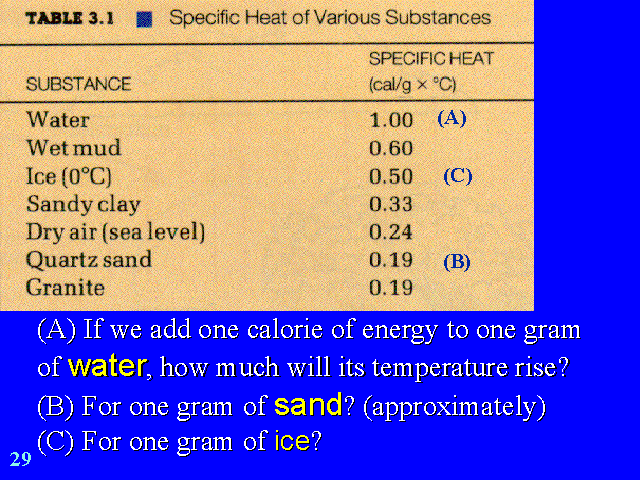 TABLE 3.1 ■ Specific Heat of Various Substances
SUBSTANCE SPECIFIC HEAT
(cal/g × °C)
Water 1.00 (A)
Wet mud 0.60
Ice (0°C) 0.50 (C)
Sandy clay 0.33
Dry air (sea level) 0.24
Quartz sand 0.19 (B)
Granite 0.19
(A) If we add one calorie of energy to one gram
of water, how much will its temperature rise?
(B) For one gram of sand? (approximately)
(C) For one gram of ice?
29